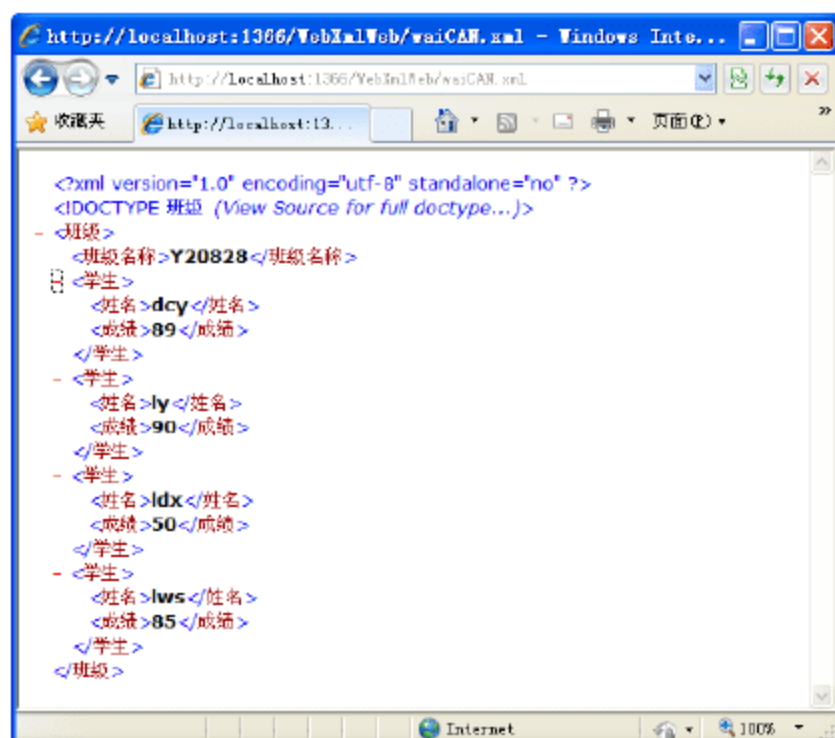 http://localhost:1366/WebXmlWeb/waiCAN.xml - Windows Inte...
http://localhost:1366/WebXmlWeb/waiCAN.xml
收藏夹 http://localhost:13... 页面(P) »
<?xml version="1.0" encoding="utf-8" standalone="no" ?>
<!DOCTYPE 班级 (View Source for full doctype...)>
- <班级>
<班级名称>Y20828</班级名称>
- <学生>
<姓名>dcy</姓名>
<成绩>89</成绩>
</学生>
- <学生>
<姓名>ly</姓名>
<成绩>90</成绩>
</学生>
- <学生>
<姓名>ldx</姓名>
<成绩>50</成绩>
</学生>
- <学生>
<姓名>lws</姓名>
<成绩>85</成绩>
</学生>
</班级>
Internet 100%